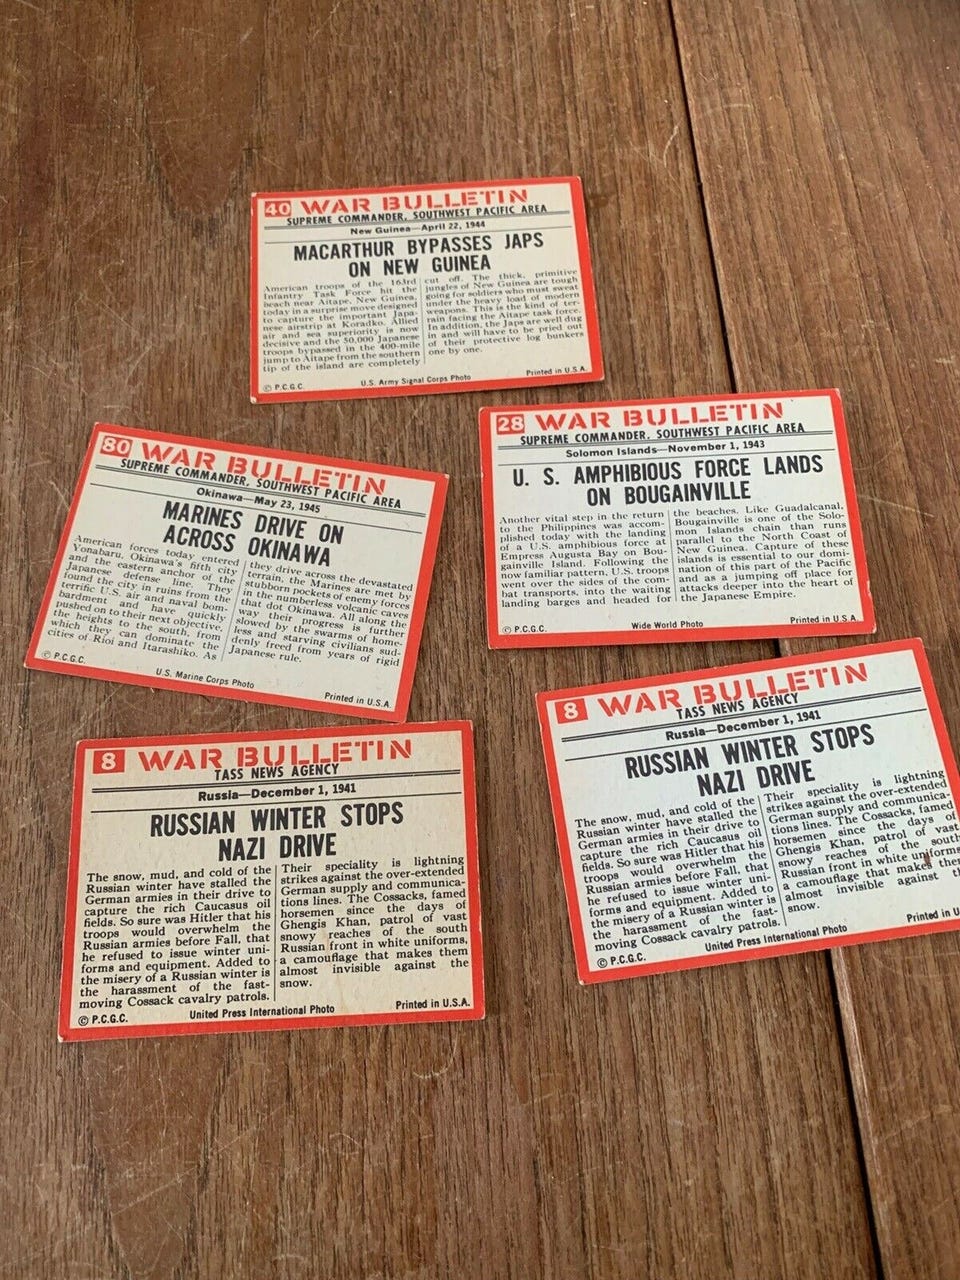 40 WAR BULLETIN
SUPREME COMMANDER, SOUTHWEST PACIFIC AREA
New Guinea—April 22, 1944
MACARTHUR BYPASSES JAPS
ON NEW GUINEA
American troops of the 163rd
Infantry Task Force hit the
beach near Aitape, New Guinea,
today in a surprise move designed
to capture the important Japa-
nese airstrip at Koradko. Allied
air and sea superiority is now
decisive and the 50,000 Japanese
troops bypassed in the 400-mile
jump to Aitape from the southern
tip of the island are completely
cut off. The thick, primitive
jungles of New Guinea are tough
going for soldiers who must sweat
under the heavy load of modern
weapons. This is the kind of ter-
rain facing the Aitape task force.
In addition, the Japs are well dug
in and will have to be pried out
of their protective log bunkers
one by one.
© P.C.G.C. U.S. Army Signal Corps Photo Printed in U.S.A.
80 WAR BULLETIN
SUPREME COMMANDER, SOUTHWEST PACIFIC AREA
Okinawa—May 23, 1945
MARINES DRIVE ON
ACROSS OKINAWA
American forces today entered
Yonabaru, Okinawa's fifth city
and the eastern anchor of the
Japanese defense line. They
found the city in ruins from the
terrific U.S. air and naval bom-
bardment and have quickly
pushed on to their next objective,
the heights to the south, from
which they can dominate the
cities of Rioi and Itarashiko. As
they drive across the devastated
terrain, the Marines are met by
stubborn pockets of enemy forces
in the numberless volcanic caves
that dot Okinawa. All along the
way their progress is further
slowed by the swarms of home-
less and starving civilians sud-
denly freed from years of rigid
Japanese rule.
© P.C.G.C. U.S. Marine Corps Photo Printed in U.S.A.
28 WAR BULLETIN
SUPREME COMMANDER, SOUTHWEST PACIFIC AREA
Solomon Islands—November 1, 1943
U. S. AMPHIBIOUS FORCE LANDS
ON BOUGAINVILLE
Another vital step in the return
to the Philippines was accom-
plished today with the landing
of a U.S. amphibious force at
Empress Augusta Bay on Bou-
gainville Island. Following the
now familiar pattern, U.S. troops
went over the sides of the com-
bat transports, into the waiting
landing barges and headed for
the beaches. Like Guadalcanal,
Bougainville is one of the Solo-
mon Islands chain than runs
parallel to the North Coast of
New Guinea. Capture of these
islands is essential to our domi-
nation of this part of the Pacific
and as a jumping off place for
attacks deeper into the heart of
the Japanese Empire.
© P.C.G.C. Wide World Photo Printed in U.S.A.
8 WAR BULLETIN
TASS NEWS AGENCY
Russia—December 1, 1941
RUSSIAN WINTER STOPS
NAZI DRIVE
The snow, mud, and cold of the
Russian winter have stalled the
German armies in their drive to
capture the rich Caucasus oil
fields. So sure was Hitler that his
troops would overwhelm the
Russian armies before Fall, that
he refused to issue winter uni-
forms and equipment. Added to
the misery of a Russian winter is
the harassment of the fast-
moving Cossack cavalry patrols.
Their speciality is lightning
strikes against the over-extended
German supply and communica-
tions lines. The Cossacks, famed
horsemen since the days of
Ghengis Khan, patrol of vast
snowy reaches of the south
Russian front in white uniforms,
a camouflage that makes them
almost invisible against the
snow.
© P.C.G.C. United Press International Photo Printed in U.S.A.
8 WAR BULLETIN
TASS NEWS AGENCY
Russia—December 1, 1941
RUSSIAN WINTER STOPS
NAZI DRIVE
The snow, mud, and cold of the
Russian winter have stalled the
German armies in their drive to
capture the rich Caucasus oil
fields. So sure was Hitler that his
troops would overwhelm the
Russian armies before Fall, that
he refused to issue winter uni-
forms and equipment. Added to
the misery of a Russian winter is
the harassment of the fast-
moving Cossack cavalry patrols.
Their speciality is lightning
strikes against the over-extended
German supply and communica-
tions lines. The Cossacks, famed
horsemen since the days of
Ghengis Khan, patrol of vast
snowy reaches of the south
Russian front in white uniforms,
a camouflage that makes them
almost invisible against th
snow.
© P.C.G.C. United Press International Photo Printed in U